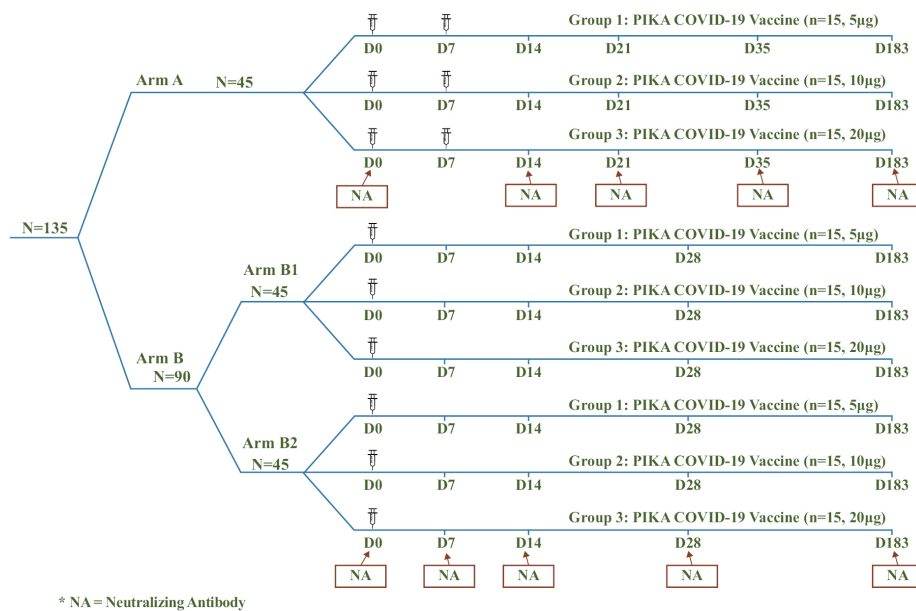 Group 1: PIKA COVID-19 Vaccine (n=15, 5µg)
D0 D7 D14 D21 D35 D183
Arm A N=45
Group 2: PIKA COVID-19 Vaccine (n=15, 10µg)
D0 D7 D14 D21 D35 D183
Group 3: PIKA COVID-19 Vaccine (n=15, 20µg)
D0 D7 D14 D21 D35 D183
NA NA NA NA NA
N=135
Group 1: PIKA COVID-19 Vaccine (n=15, 5µg)
D0 D7 D14 D28 D183
Arm B1
N=45
Group 2: PIKA COVID-19 Vaccine (n=15, 10µg)
D0 D7 D14 D28 D183
Group 3: PIKA COVID-19 Vaccine (n=15, 20µg)
D0 D7 D14 D28 D183
Arm B
N=90
Group 1: PIKA COVID-19 Vaccine (n=15, 5µg)
D0 D7 D14 D28 D183
Arm B2
N=45
Group 2: PIKA COVID-19 Vaccine (n=15, 10µg)
D0 D7 D14 D28 D183
Group 3: PIKA COVID-19 Vaccine (n=15, 20µg)
D0 D7 D14 D28 D183
NA NA NA NA NA
* NA = Neutralizing Antibody